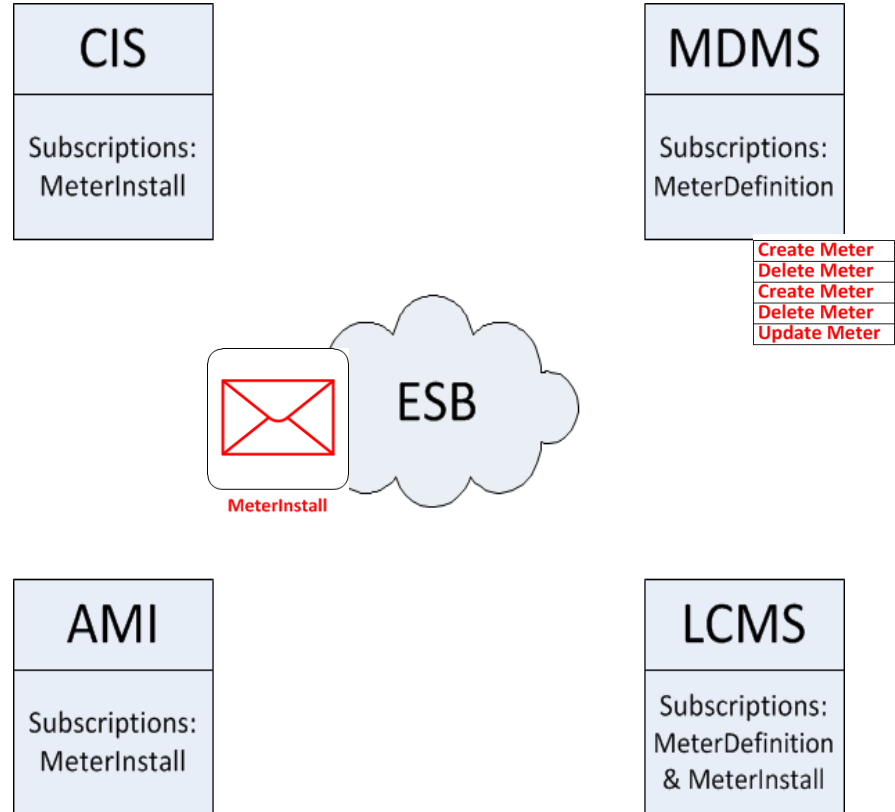 CIS
Subscriptions:
MeterInstall
MDMS
Subscriptions:
MeterDefinition
Create Meter
Delete Meter
Create Meter
Delete Meter
Update Meter
ESB
MeterInstall
AMI
Subscriptions:
MeterInstall
LCMS
Subscriptions:
MeterDefinition
& MeterInstall